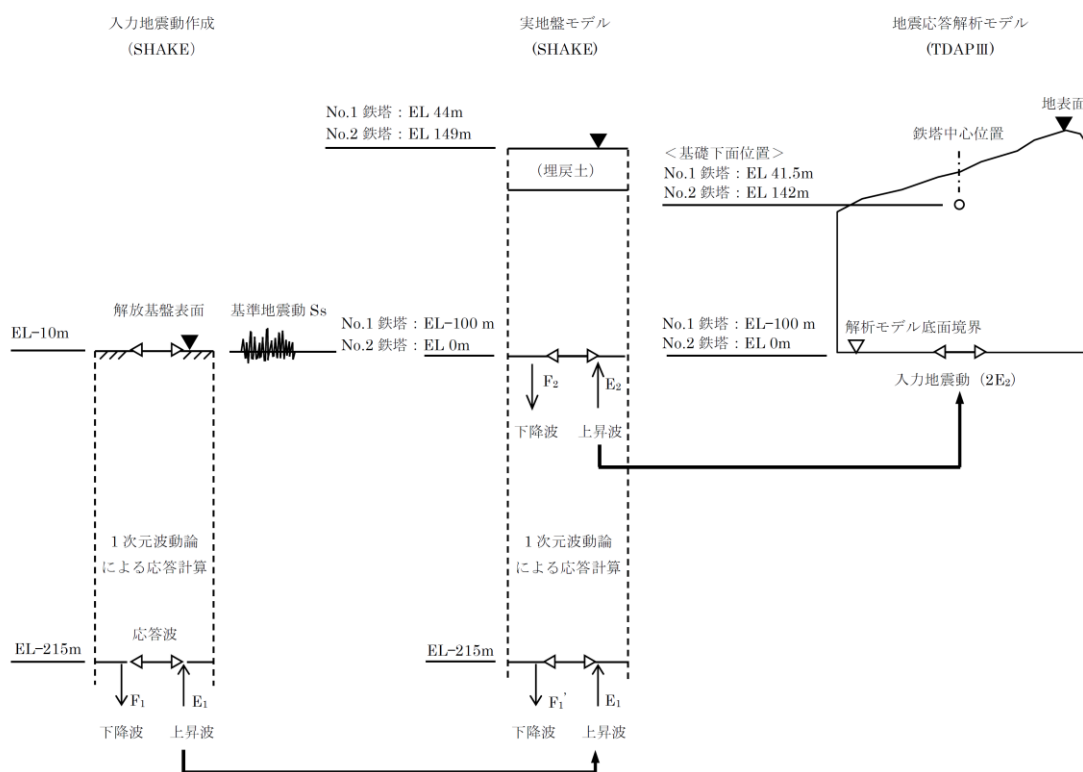 入力地震動作成
(SHAKE)
実地盤モデル
(SHAKE)
地震応答解析モデル
(TDAPⅢ)
No.1 鉄塔：EL 44m
No.2 鉄塔：EL 149m
(埋戻土)
地表面
鉄塔中心位置
＜基礎下面位置＞
No.1 鉄塔：EL 41.5m
No.2 鉄塔：EL 142m
EL-10m
解放基盤表面
基準地震動 Ss
No.1 鉄塔：EL-100 m
No.2 鉄塔：EL 0m
F₂
E₂
下降波
上昇波
No.1 鉄塔：EL-100 m
No.2 鉄塔：EL 0m
解析モデル底面境界
入力地震動（2E₂）
1 次元波動論
による応答計算
1 次元波動論
による応答計算
EL-215m
応答波
F₁
E₁
下降波
上昇波
EL-215m
F₁'
E₁
下降波
上昇波